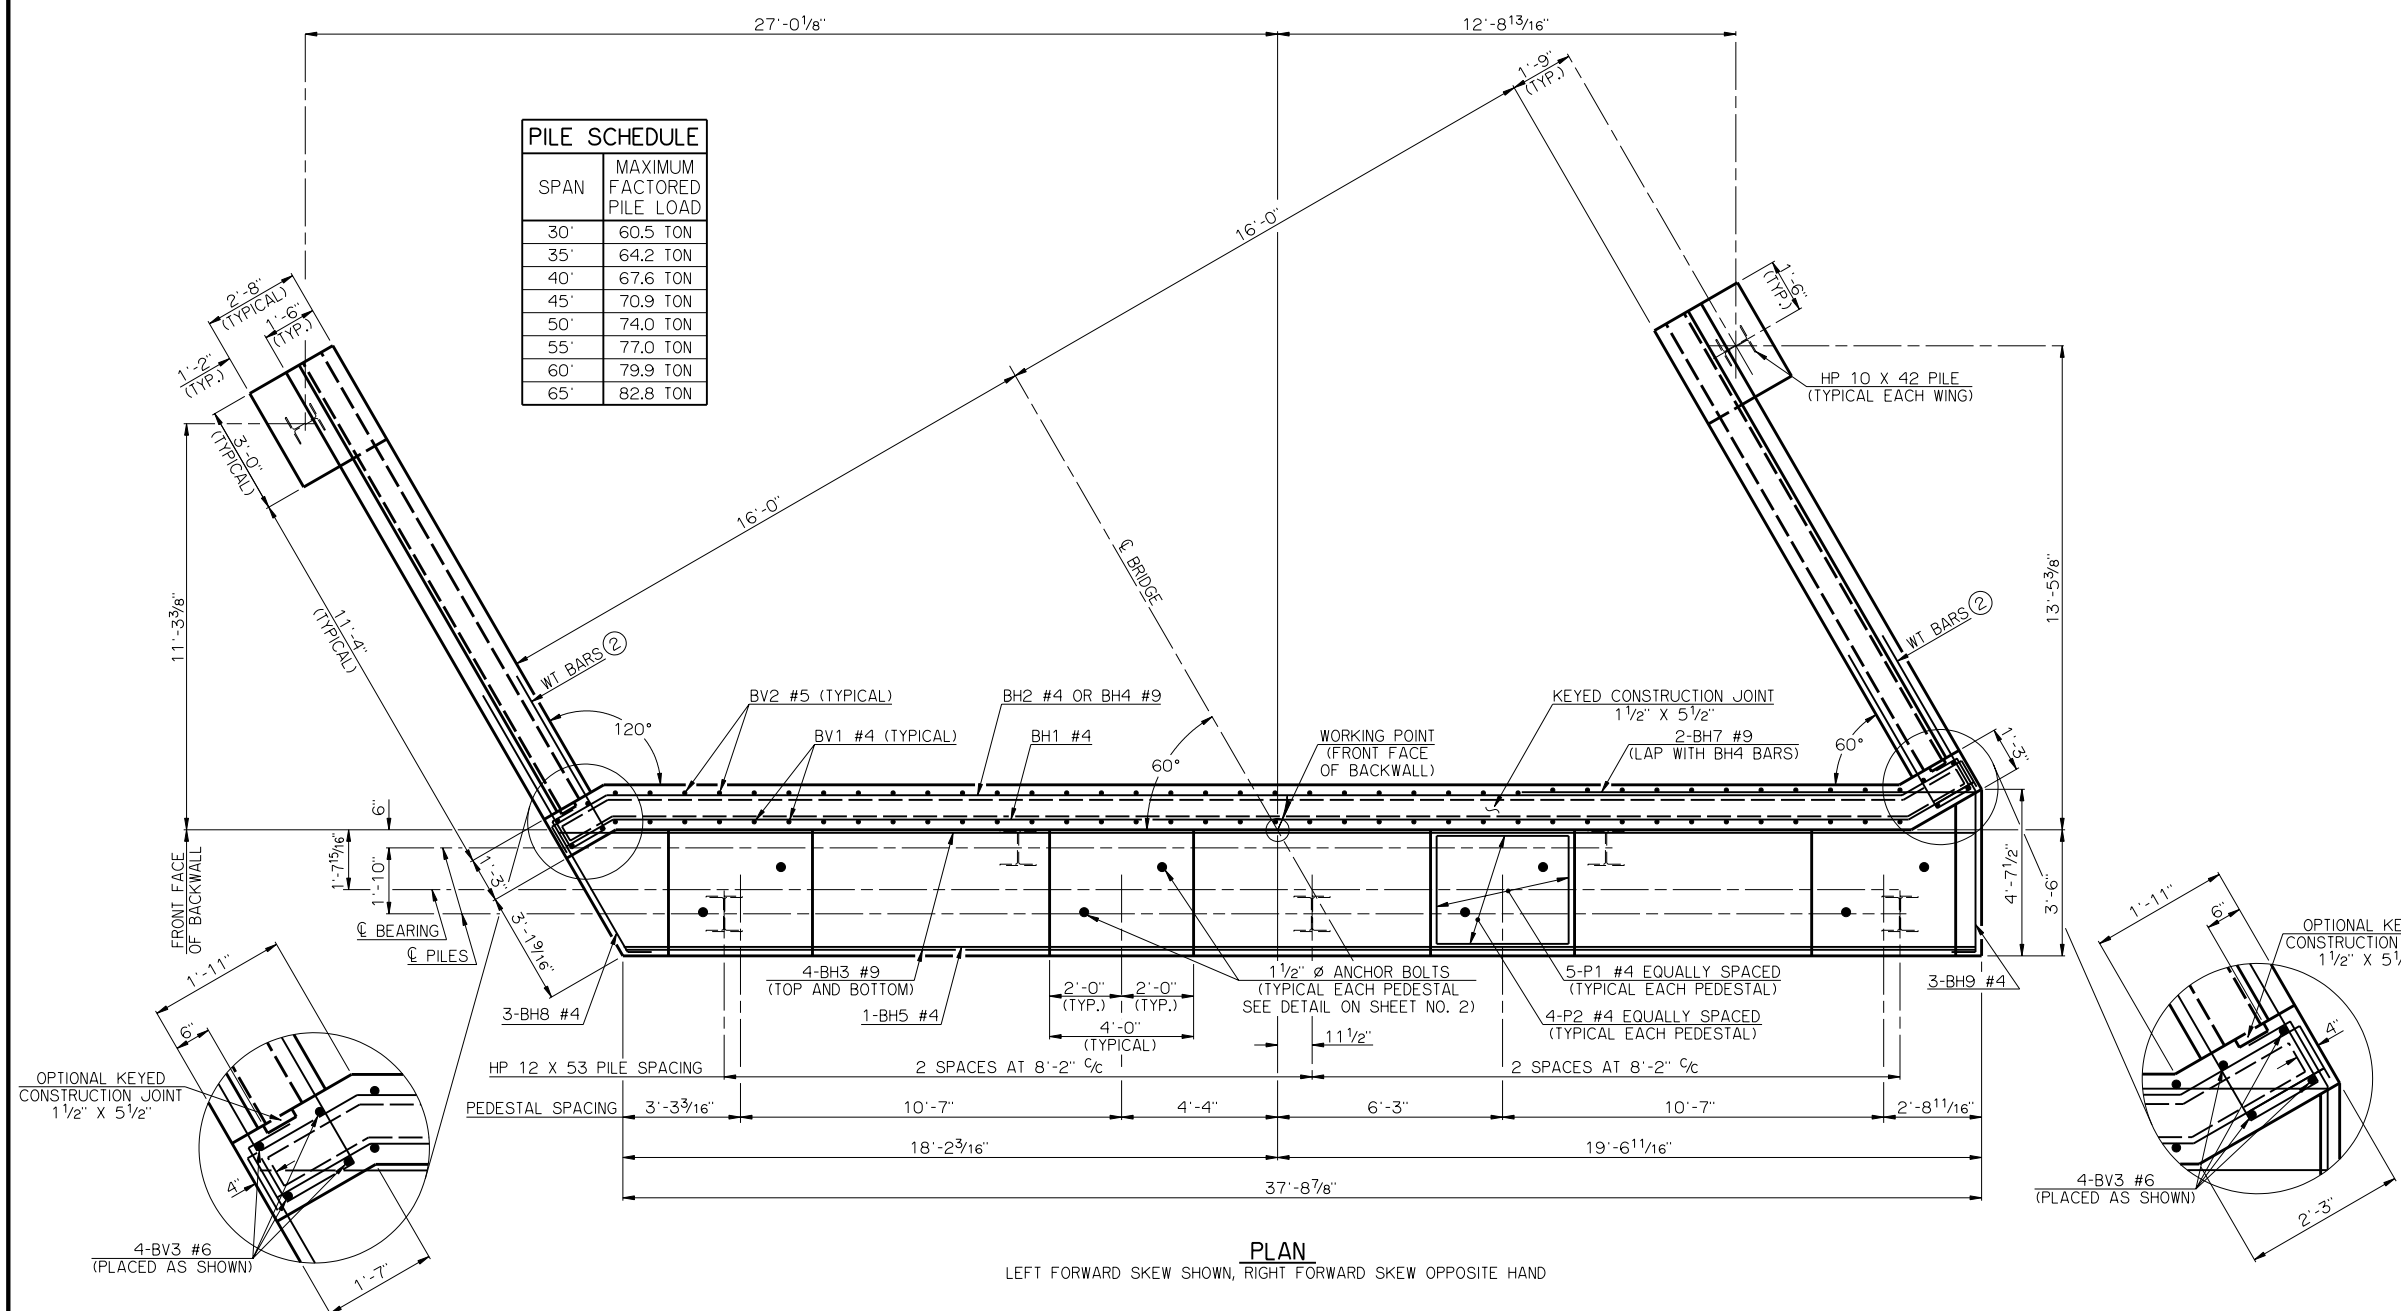 27'-0 1/8"
12'-8 13/16"
1'-9"
(TYP.)
PILE SCHEDULE
SPAN
MAXIMUM
FACTORED
PILE LOAD
30' 60.5 TON
35' 64.2 TON
40' 67.6 TON
45' 70.9 TON
50' 74.0 TON
55' 77.0 TON
60' 79.9 TON
65' 82.8 TON
16'-0"
2'-8"
(TYPICAL)
1'-6"
(TYP.)
1'-2"
(TYP.)
1'-6"
(TYP.)
HP 10 X 42 PILE
(TYPICAL EACH WING)
3'-0"
(TYPICAL)
16'-0"
℄ BRIDGE
11'-3 3/8"
11'-4"
(TYPICAL)
13'-5 3/8"
WT BARS 2
WT BARS 2
120°
BV2 #5 (TYPICAL)
BH2 #4 OR BH4 #9
KEYED CONSTRUCTION JOINT
1 1/2" X 5 1/2"
BV1 #4 (TYPICAL)
BH1 #4
60°
WORKING POINT
(FRONT FACE
OF BACKWALL)
2-BH7 #9
(LAP WITH BH4 BARS)
60°
1'-3"
6"
FRONT FACE
OF BACKWALL
1'-7 15/16"
1'-10"
℄ BEARING
℄ PILES
1'-3"
3'-1 9/16"
4'-7 1/2"
3'-6"
4-BH3 #9
(TOP AND BOTTOM)
3-BH8 #4
1-BH5 #4
2'-0"
(TYP.)
2'-0"
(TYP.)
4'-0"
(TYPICAL)
1 1/2" Ø ANCHOR BOLTS
(TYPICAL EACH PEDESTAL
SEE DETAIL ON SHEET NO. 2)
11 1/2"
5-P1 #4 EQUALLY SPACED
(TYPICAL EACH PEDESTAL)
4-P2 #4 EQUALLY SPACED
(TYPICAL EACH PEDESTAL)
3-BH9 #4
HP 12 X 53 PILE SPACING
2 SPACES AT 8'-2" C/C
2 SPACES AT 8'-2" C/C
PEDESTAL SPACING
3'-3 3/16"
10'-7"
4'-4"
6'-3"
10'-7"
2'-8 11/16"
18'-2 3/16"
19'-6 11/16"
37'-8 7/8"
1'-11"
6"
OPTIONAL KEYED
CONSTRUCTION JOINT
1 1/2" X 5 1/2"
4"
4-BV3 #6
(PLACED AS SHOWN)
1'-7"
1'-11"
6"
OPTIONAL KE
CONSTRUCTION
1 1/2" X 5 1/
4"
4-BV3 #6
(PLACED AS SHOWN)
2'-3"
PLAN
LEFT FORWARD SKEW SHOWN, RIGHT FORWARD SKEW OPPOSITE HAND